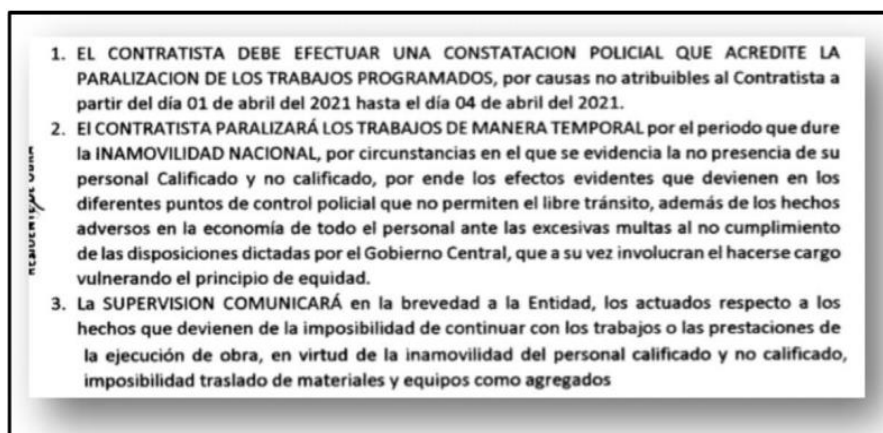 1. EL CONTRATISTA DEBE EFECTUAR UNA CONSTATACION POLICIAL QUE ACREDITE LA
PARALIZACION DE LOS TRABAJOS PROGRAMADOS, por causas no atribuibles al Contratista a
partir del día 01 de abril del 2021 hasta el día 04 de abril del 2021.
2. El CONTRATISTA PARALIZARÁ LOS TRABAJOS DE MANERA TEMPORAL por el periodo que dure
la INAMOVILIDAD NACIONAL, por circunstancias en el que se evidencia la no presencia de su
personal Calificado y no calificado, por ende los efectos evidentes que devienen en los
diferentes puntos de control policial que no permiten el libre tránsito, además de los hechos
adversos en la economía de todo el personal ante las excesivas multas al no cumplimiento
de las disposiciones dictadas por el Gobierno Central, que a su vez involucran el hacerse cargo
vulnerando el principio de equidad.
3. La SUPERVISION COMUNICARÁ en la brevedad a la Entidad, los actuados respecto a los
hechos que devienen de la imposibilidad de continuar con los trabajos o las prestaciones de
la ejecución de obra, en virtud de la inamovilidad del personal calificado y no calificado,
imposibilidad traslado de materiales y equipos como agregados
RESIDENTE DE OBRA